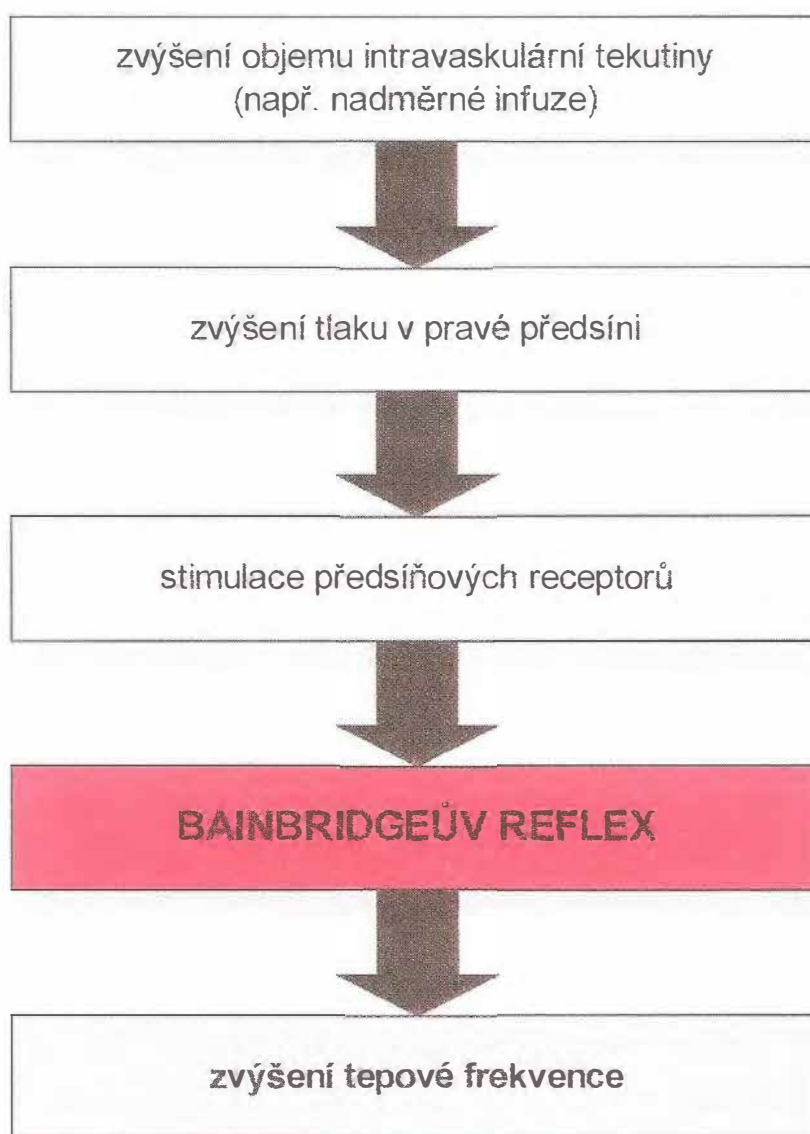 zvýšení objemu intravaskulární tekutiny
(např. nadměrné infuze)
zvýšení tlaku v pravé předsíni
stimulace předsíňových receptorů
BAINBRIDGEŮV REFLEX
zvýšení tepové frekvence